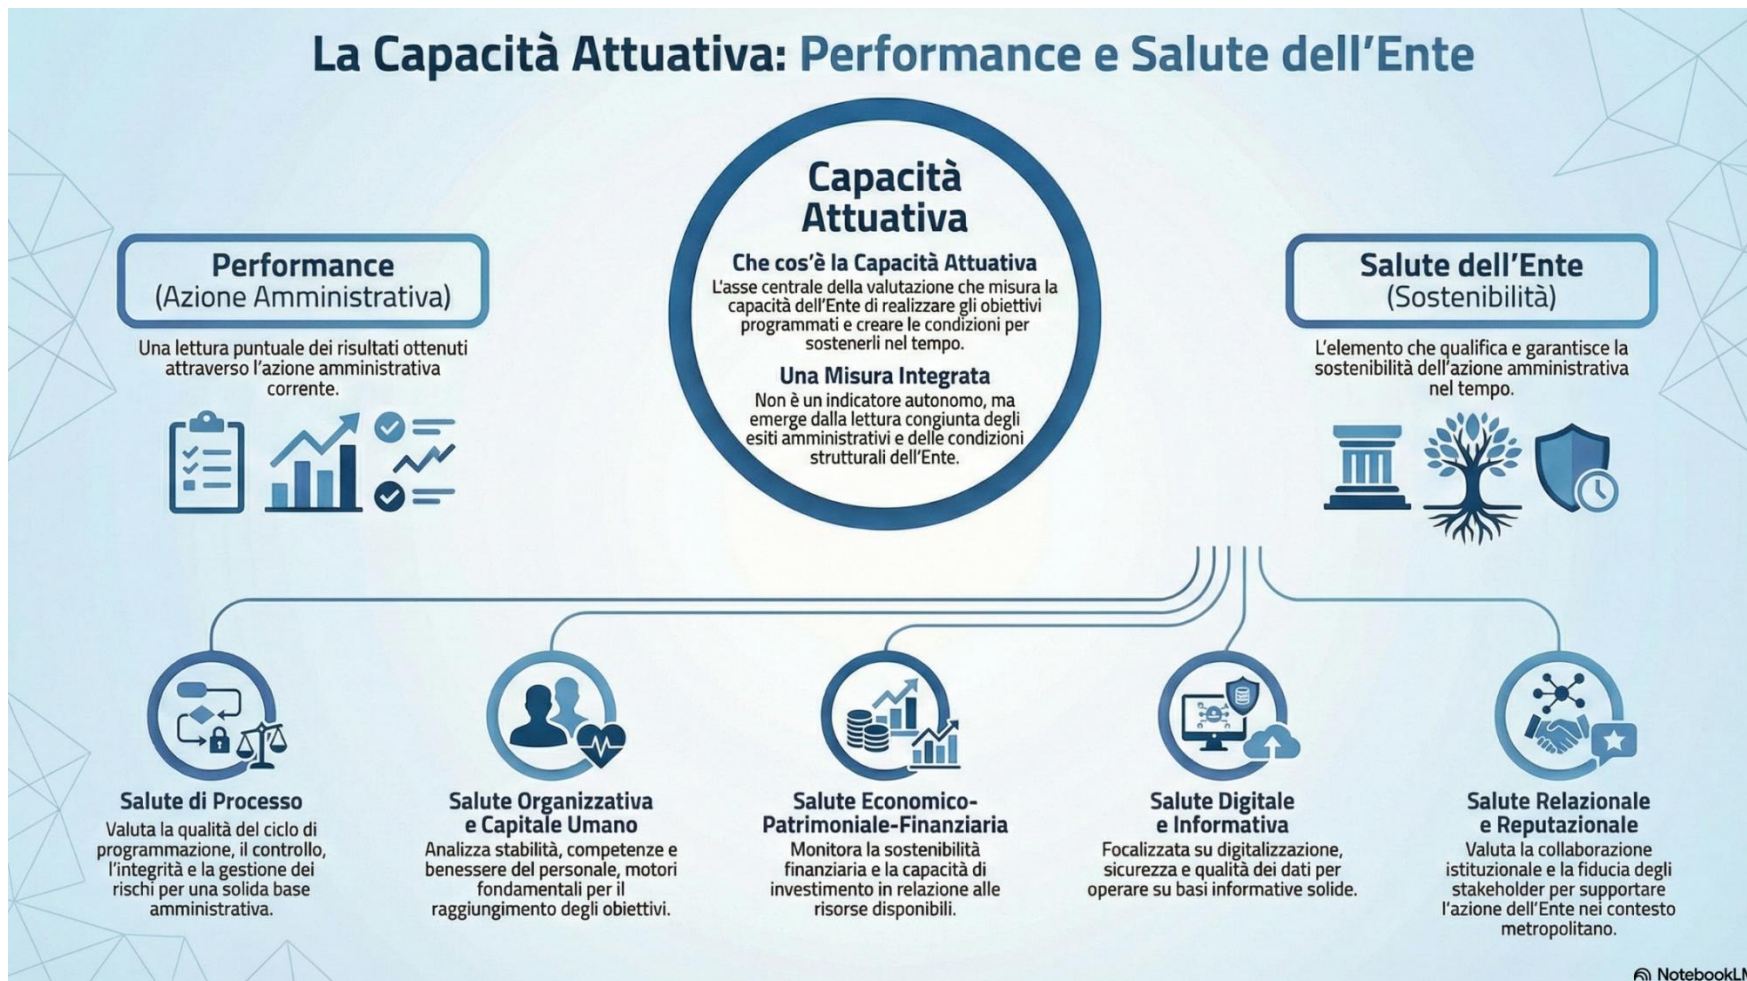 La Capacità Attuativa: Performance e Salute dell'Ente
Performance
(Azione Amministrativa)
Una lettura puntuale dei risultati ottenuti
attraverso l'azione amministrativa
corrente.
Capacità
Attuativa
Che cos'è la Capacità Attuativa
L'asse centrale della valutazione che misura la
capacità dell'Ente di realizzare gli obiettivi
programmati e creare le condizioni per
sostenerli nel tempo.
Una Misura Integrata
Non è un indicatore autonomo, ma
emerge dalla lettura congiunta degli
esiti amministrativi e delle condizioni
strutturali dell'Ente.
Salute dell'Ente
(Sostenibilità)
L'elemento che qualifica e garantisce la
sostenibilità dell'azione amministrativa
nel tempo.
Salute di Processo
Valuta la qualità del ciclo di
programmazione, il controllo,
l'integrità e la gestione dei
rischi per una solida base
amministrativa.
Salute Organizzativa
e Capitale Umano
Analizza stabilità, competenze e
benessere del personale, motori
fondamentali per il
raggiungimento degli obiettivi.
Salute Economico-
Patrimoniale-Finanziaria
Monitora la sostenibilità
finanziaria e la capacità di
investimento in relazione alle
risorse disponibili.
Salute Digitale
e Informativa
Focalizzata su digitalizzazione,
sicurezza e qualità dei dati per
operare su basi informative solide.
Salute Relazionale
e Reputazionale
Valuta la collaborazione
istituzionale e la fiducia degli
stakeholder per supportare
l'azione dell'Ente nei contesto
metropolitano.
NotebookLM